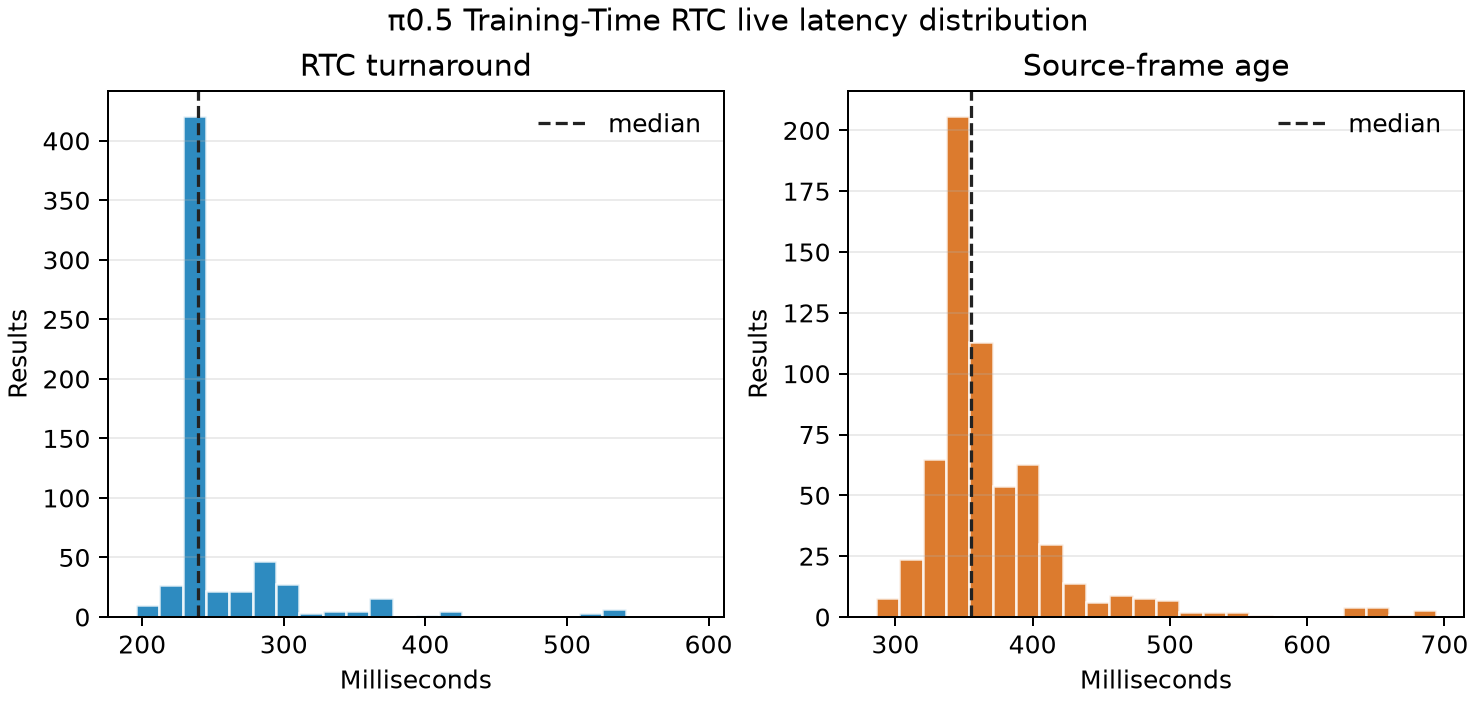 π0.5 Training-Time RTC live latency distribution
RTC turnaround
median
Results
400
350
300
250
200
150
100
50
0
200 300 400 500 600
Milliseconds
Source-frame age
median
Results
200
175
150
125
100
75
50
25
0
300 400 500 600 700
Milliseconds